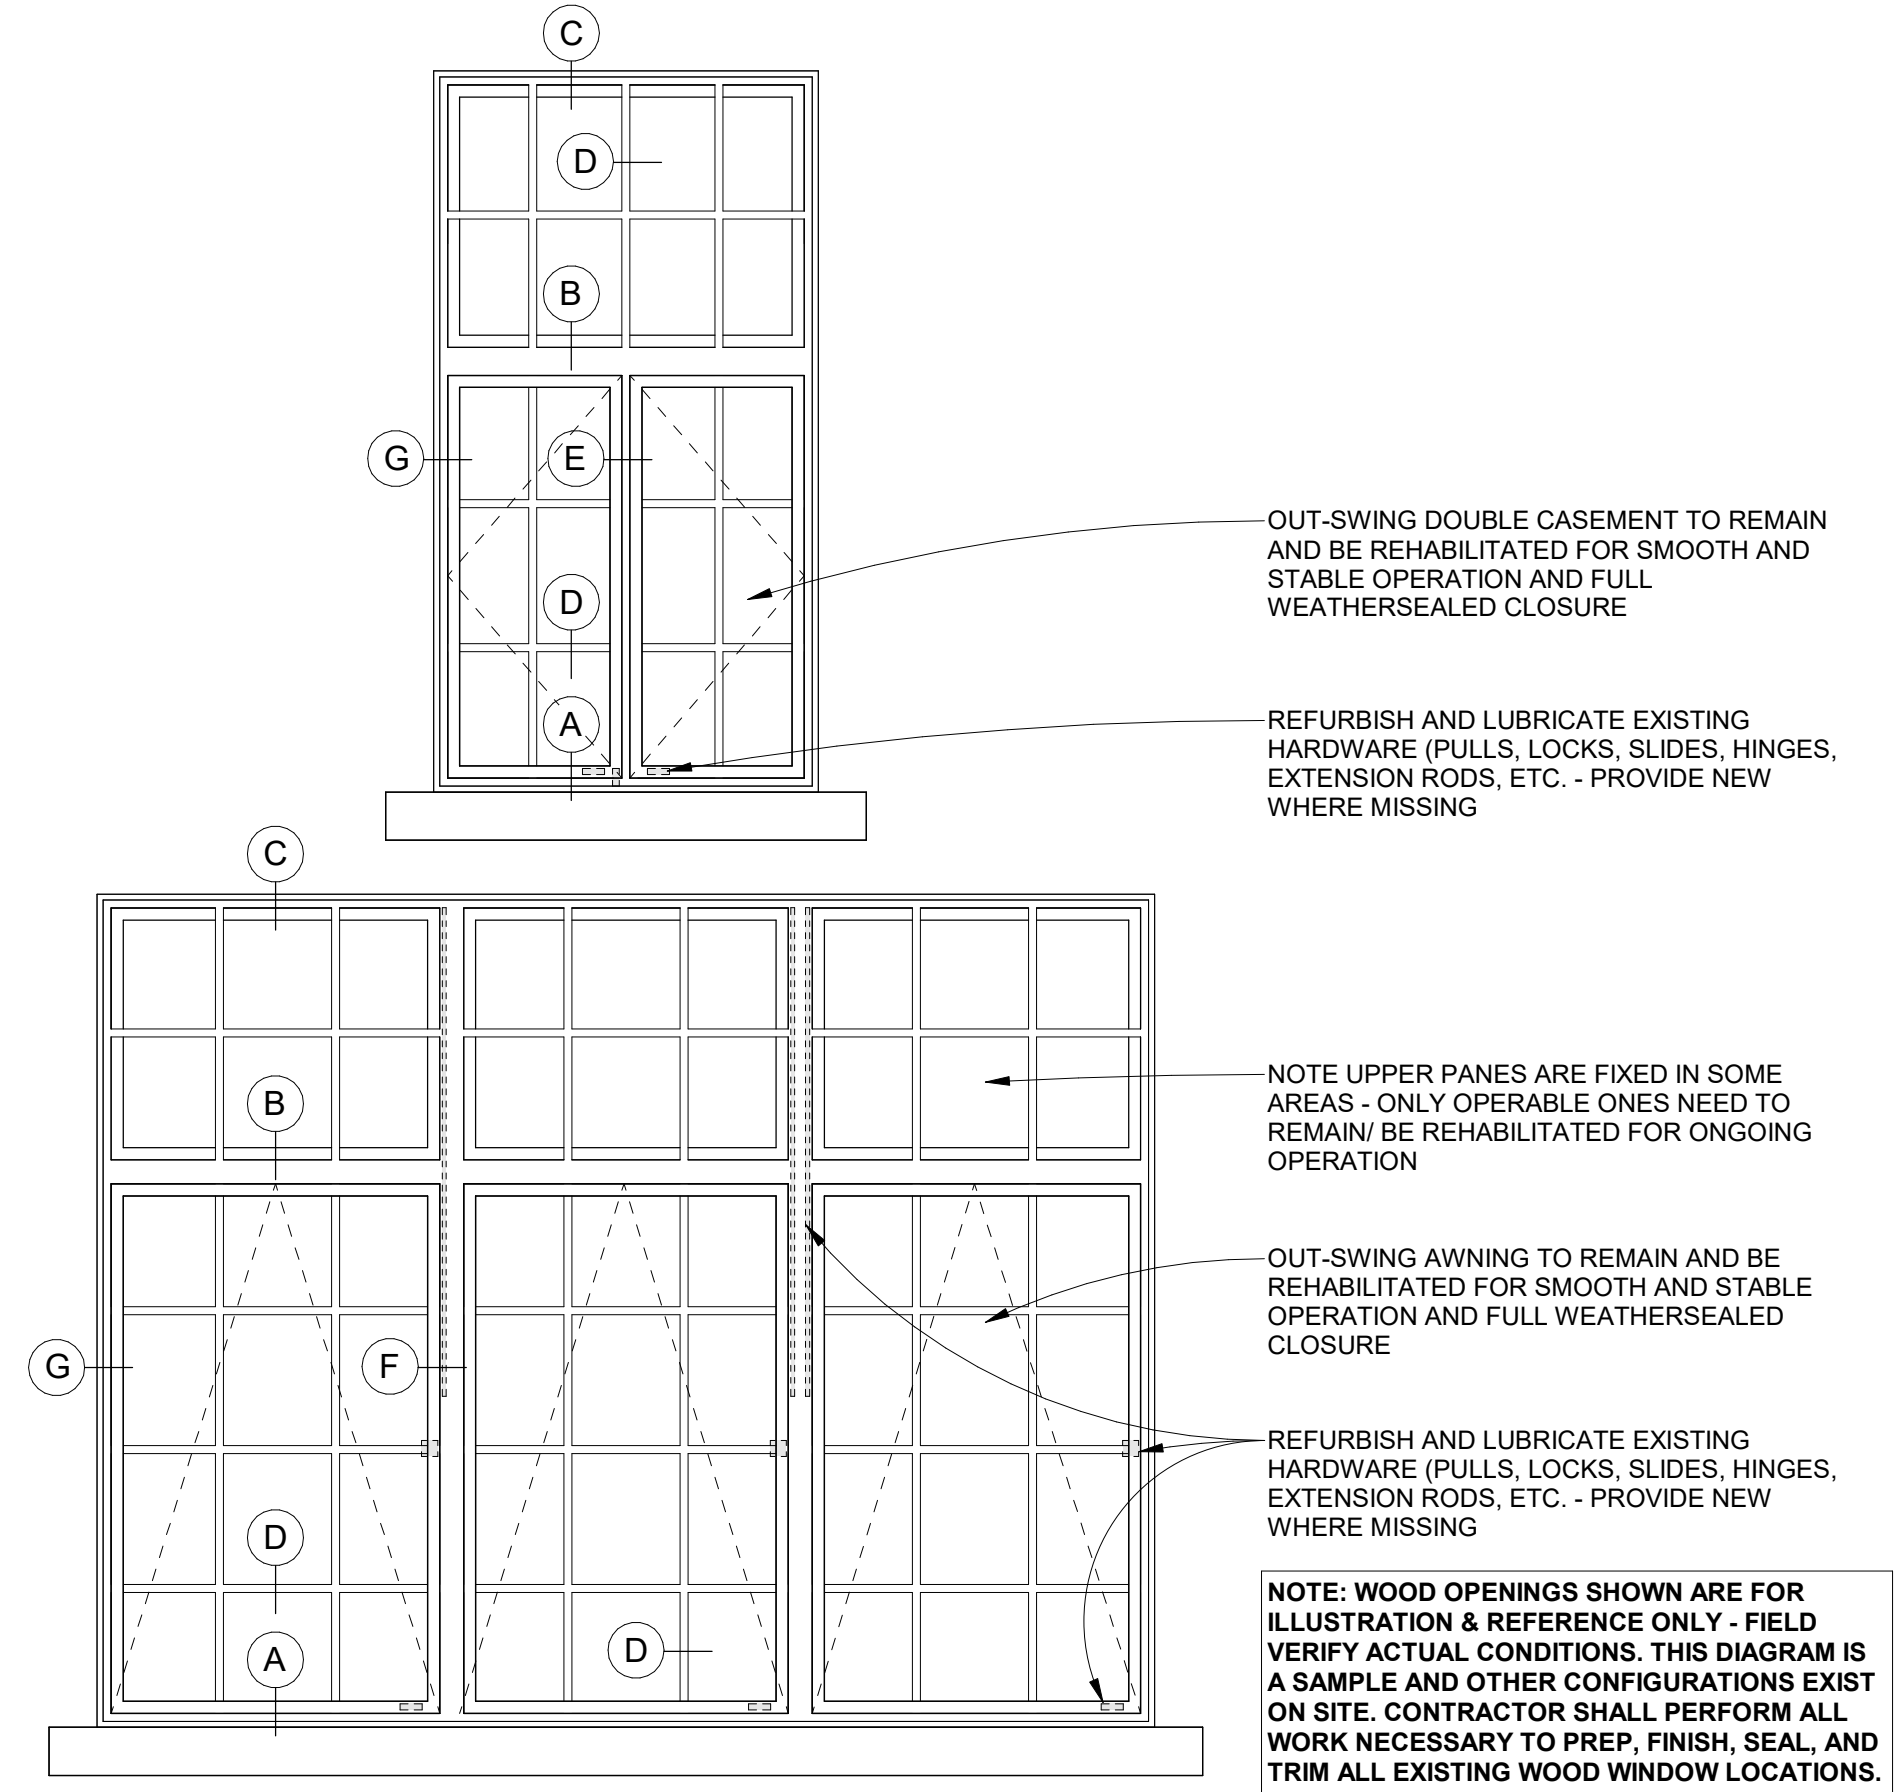 C
D
B
G
E
D
A
OUT-SWING DOUBLE CASEMENT TO REMAIN
AND BE REHABILITATED FOR SMOOTH AND
STABLE OPERATION AND FULL
WEATHERSEALED CLOSURE
REFURBISH AND LUBRICATE EXISTING
HARDWARE (PULLS, LOCKS, SLIDES, HINGES,
EXTENSION RODS, ETC. - PROVIDE NEW
WHERE MISSING
C
B
G
F
D
A
D
NOTE UPPER PANES ARE FIXED IN SOME
AREAS - ONLY OPERABLE ONES NEED TO
REMAIN/ BE REHABILITATED FOR ONGOING
OPERATION
OUT-SWING AWNING TO REMAIN AND BE
REHABILITATED FOR SMOOTH AND STABLE
OPERATION AND FULL WEATHERSEALED
CLOSURE
REFURBISH AND LUBRICATE EXISTING
HARDWARE (PULLS, LOCKS, SLIDES, HINGES,
EXTENSION RODS, ETC. - PROVIDE NEW
WHERE MISSING
NOTE: WOOD OPENINGS SHOWN ARE FOR
ILLUSTRATION & REFERENCE ONLY - FIELD
VERIFY ACTUAL CONDITIONS. THIS DIAGRAM IS
A SAMPLE AND OTHER CONFIGURATIONS EXIST
ON SITE. CONTRACTOR SHALL PERFORM ALL
WORK NECESSARY TO PREP, FINISH, SEAL, AND
TRIM ALL EXISTING WOOD WINDOW LOCATIONS.